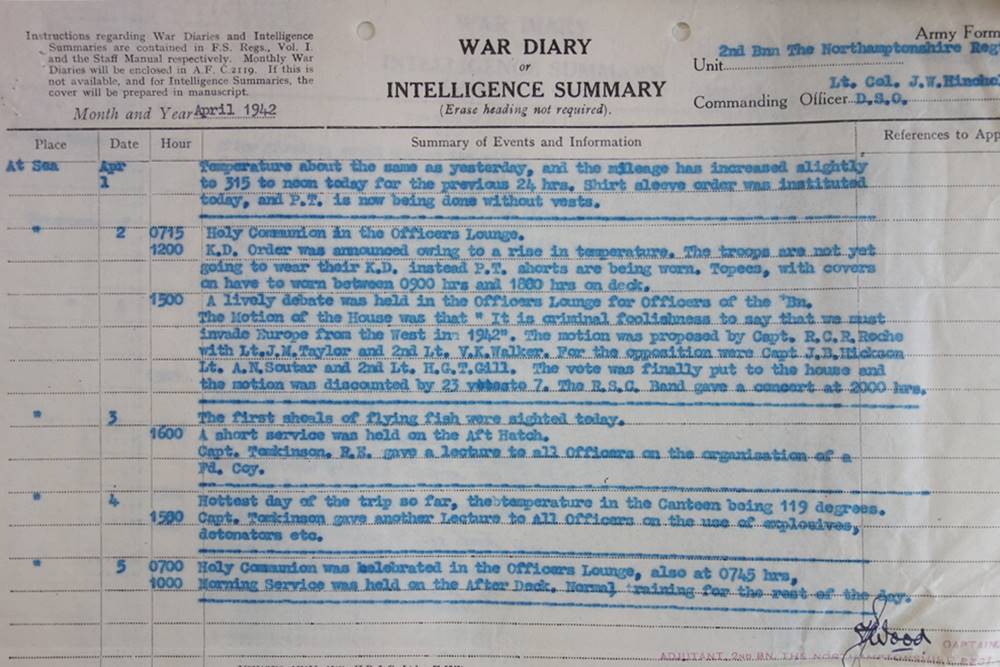 Instructions regarding War Diaries and Intelligence
Summaries are contained in F.S. Regs., Vol. I.
and the Staff Manual respectively. Monthly War
Diaries will be enclosed in A.F. C.2119. If this is
not available, and for Intelligence Summaries, the
cover will be prepared in manuscript.
Month and Year April 1942
WAR DIARY
or
INTELLIGENCE SUMMARY
(Erase heading not required).
Army Form
2nd Bnn The Northamptonshire Reg
Unit
Lt. Col. J.W.Hinche
Commanding Officer D.S.O.
Place Date Hour Summary of Events and Information References to App
At Sea Apr Temperature about the same as yesterday, and the mileage has increased slightly
1 to 315 to noon today for the previous 24 hrs. Shirt sleeve order was instituted
today, and P.T. is now being done without vests.
" 2 0715 Holy Communion in the Officers Lounge.
1200 K.D. Order was announced owing to a rise in temperature. The troops are not yet
going to wear their K.D. instead P.T. shorts are being worn. Topees, with covers
on have to worn between 0900 hrs and 1800 hrs on deck.
1500 A lively debate was held in the Officers Lounge for Officers of the "Bn.
The Motion of the House was that " It is criminal foolishness to say that we must
invade Europe from the West in 1942". The motion was proposed by Capt. R.C.R.Roche
with Lt.J.M.Taylor and 2nd Lt. V.K.Walker. For the opposition were Capt J.B.Hickson
Lt. A.N.Soutar and 2nd Lt. H.G.T.Gill. The vote was finally put to the house and
the motion was discounted by 23 votesto 7. The R.S.G. Band gave a concert at 2000 hrs.
" 3 The first shoals of flying fish were sighted today.
1600 A short service was held on the Aft Hatch.
Capt. Tomkinson. R.E. gave a lecture to all Officers on the organisation of a
Fd. Coy.
" 4 Hottest day of the trip so far, the temperature in the Canteen being 119 degrees.
1500 Capt. Tomkinson gave another Lecture to All Officers on the use of explosives,
detonators etc.
" 5 0700 Holy Communion was celebrated in the Officers Lounge, also at 0745 hrs,
1000 Morning Service was held on the After Deck. Normal training for the rest of the day.
Wood
CAPTAIN
ADJUTANT, 2ND BN. THE NORTHAMPTONSHIRE REGT